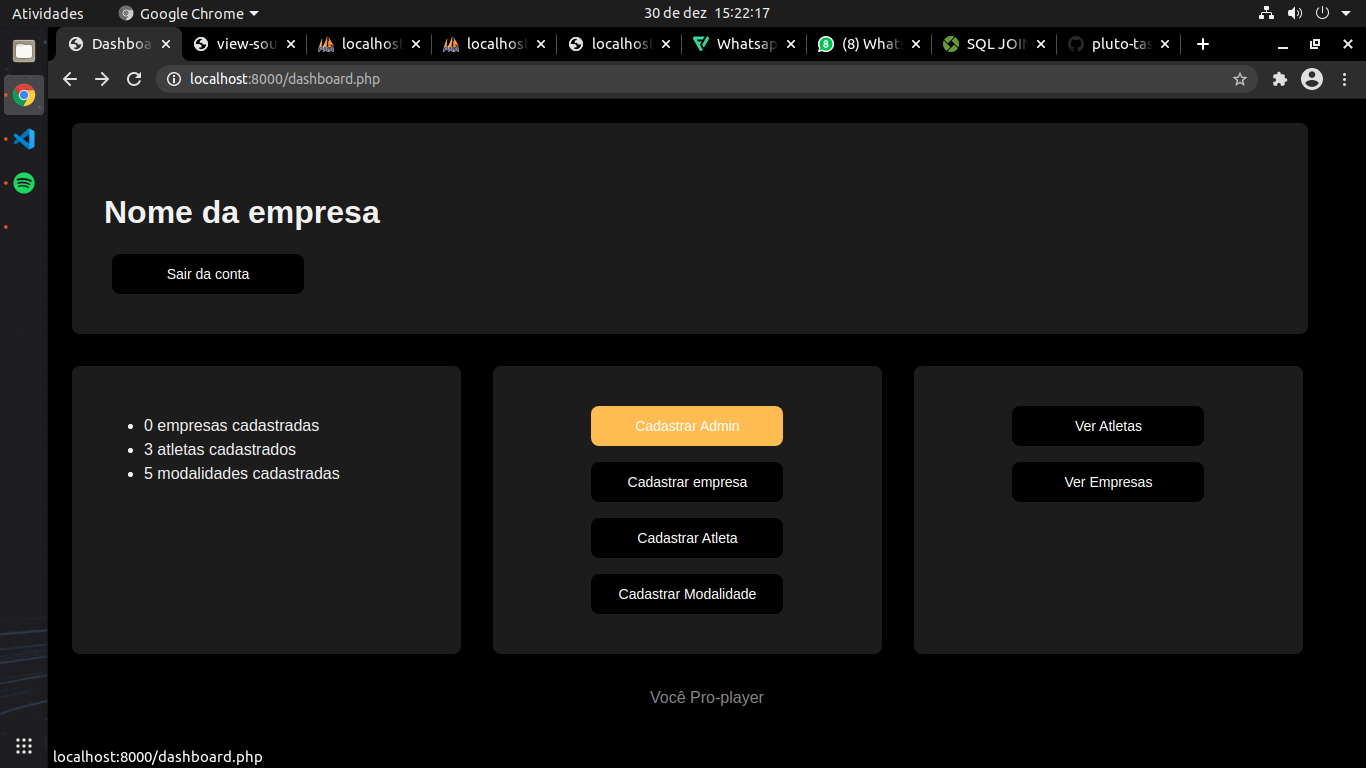 Atividades
Google Chrome
30 de dez 15:22:17
Dashboa
view-sou
localhost
localhost
localhost
Whatsap
8
(8) Whats
SQL JOIN
pluto-tas
localhost:8000/dashboard.php
Nome da empresa
Sair da conta
0 empresas cadastradas
3 atletas cadastrados
5 modalidades cadastradas
Cadastrar Admin
Cadastrar empresa
Cadastrar Atleta
Cadastrar Modalidade
Ver Atletas
Ver Empresas
Você Pro-player
localhost:8000/dashboard.php